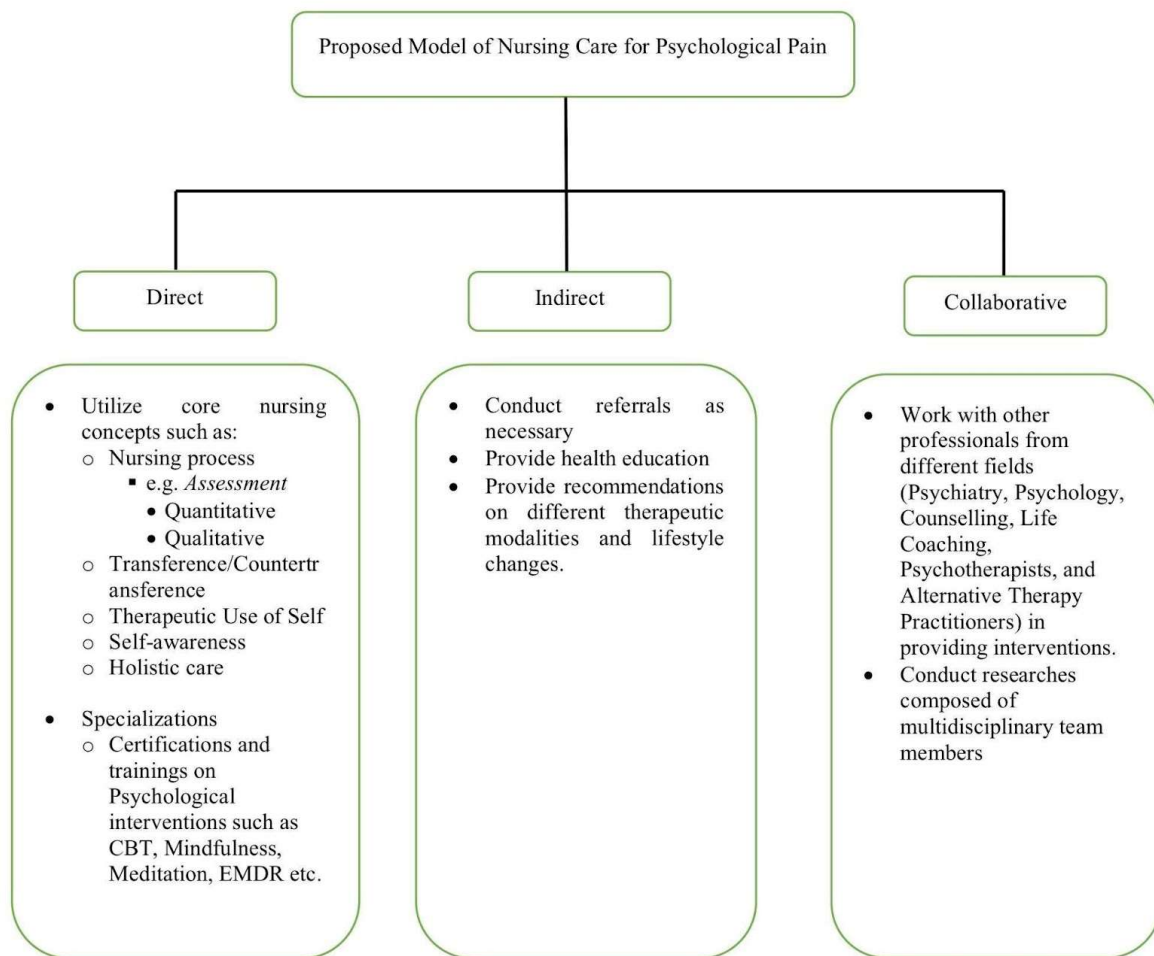 Proposed Model of Nursing Care for Psychological Pain
Direct
Indirect
Collaborative
• Utilize core nursing
concepts such as:
o Nursing process
▪ e.g. Assessment
• Quantitative
• Qualitative
o Transference/Countertr
ansference
o Therapeutic Use of Self
o Self-awareness
o Holistic care
• Specializations
o Certifications and
trainings on
Psychological
interventions such as
CBT, Mindfulness,
Meditation, EMDR etc.
• Conduct referrals as
necessary
• Provide health education
• Provide recommendations
on different therapeutic
modalities and lifestyle
changes.
• Work with other
professionals from
different fields
(Psychiatry, Psychology,
Counselling, Life
Coaching,
Psychotherapists, and
Alternative Therapy
Practitioners) in
providing interventions.
• Conduct researches
composed of
multidisciplinary team
members